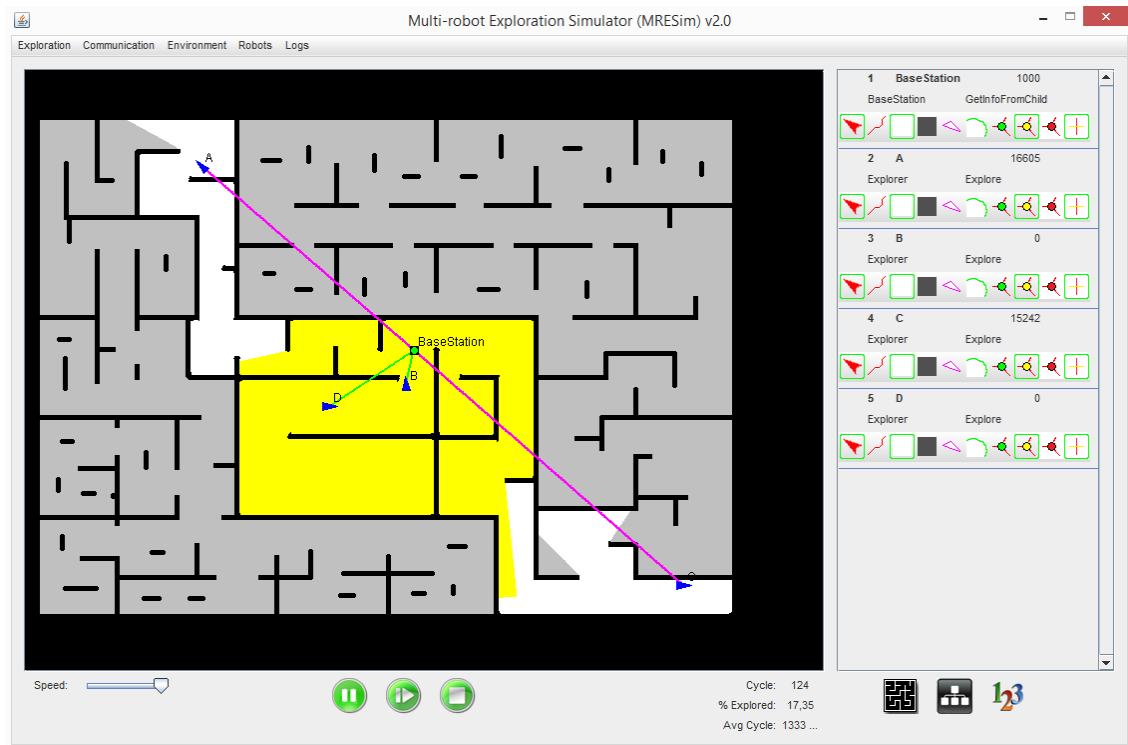 Multi-robot Exploration Simulator (MRESim) v2.0
Exploration Communication Environment Robots Logs
1 BaseStation 1000
BaseStation GetInfoFromChild
2 A 16605
Explorer Explore
3 B 0
Explorer Explore
4 C 15242
Explorer Explore
5 D 0
Explorer Explore
A
BaseStation
B
D
C
Speed:
Cycle: 124
% Explored: 17,35
Avg Cycle: 1333 ...
123